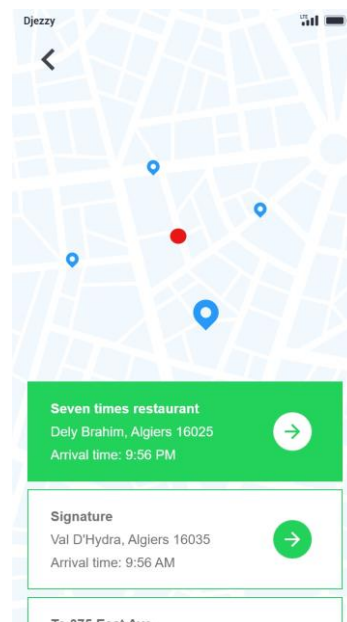 Djezzy
LTE
Seven times restaurant
Dely Brahim, Algiers 16025
Arrival time: 9:56 PM
Signature
Val D'Hydra, Algiers 16035
Arrival time: 9:56 AM